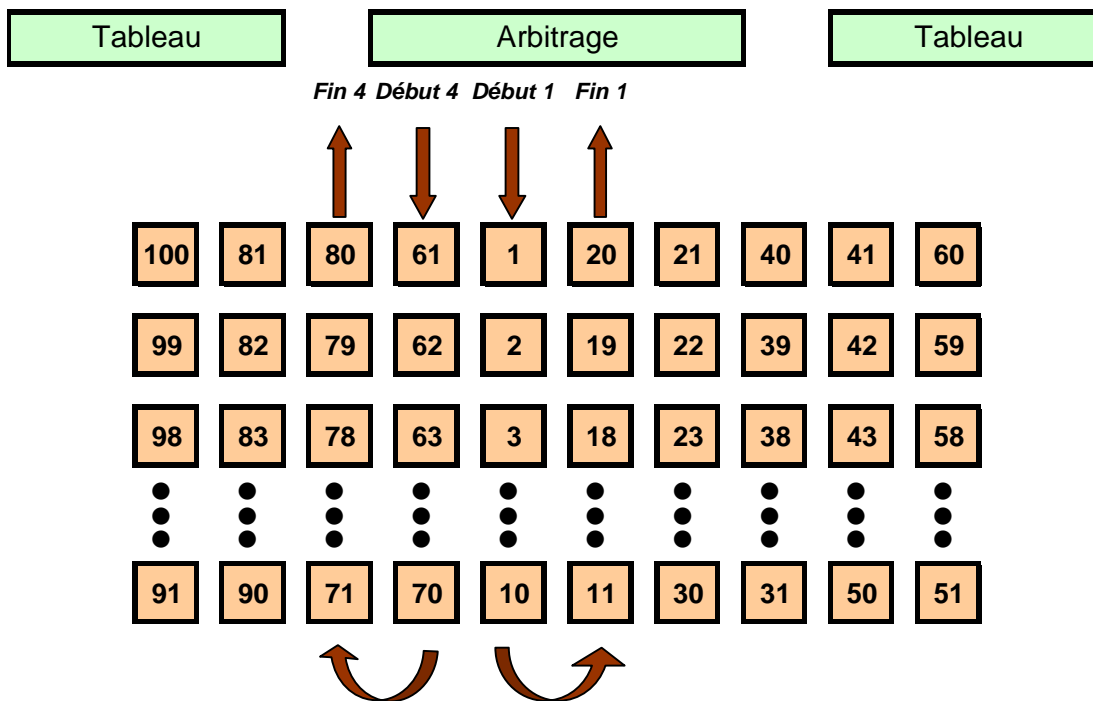 Tableau Arbitrage Tableau
Fin 4 Début 4 Début 1 Fin 1
100 81 80 61 1 20 21 40 41 60
99 82 79 62 2 19 22 39 42 59
98 83 78 63 3 18 23 38 43 58
91 90 71 70 10 11 30 31 50 51